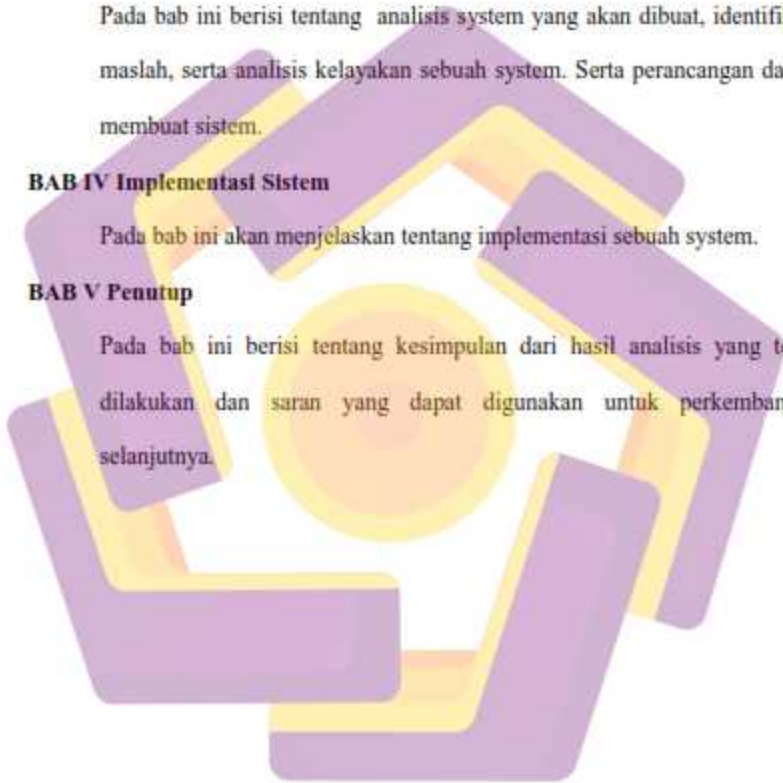 Pada bab ini berisi tentang analisis system yang akan dibuat, identifi
maslah, serta analisis kelayakan sebuah system. Serta perancangan da
membuat sistem.
BAB IV Implementasi Sistem
Pada bab ini akan menjelaskan tentang implementasi sebuah system.
BAB V Penutup
Pada bab ini berisi tentang kesimpulan dari hasil analisis yang te
dilakukan dan saran yang dapat digunakan untuk perkemban
selanjutnya.